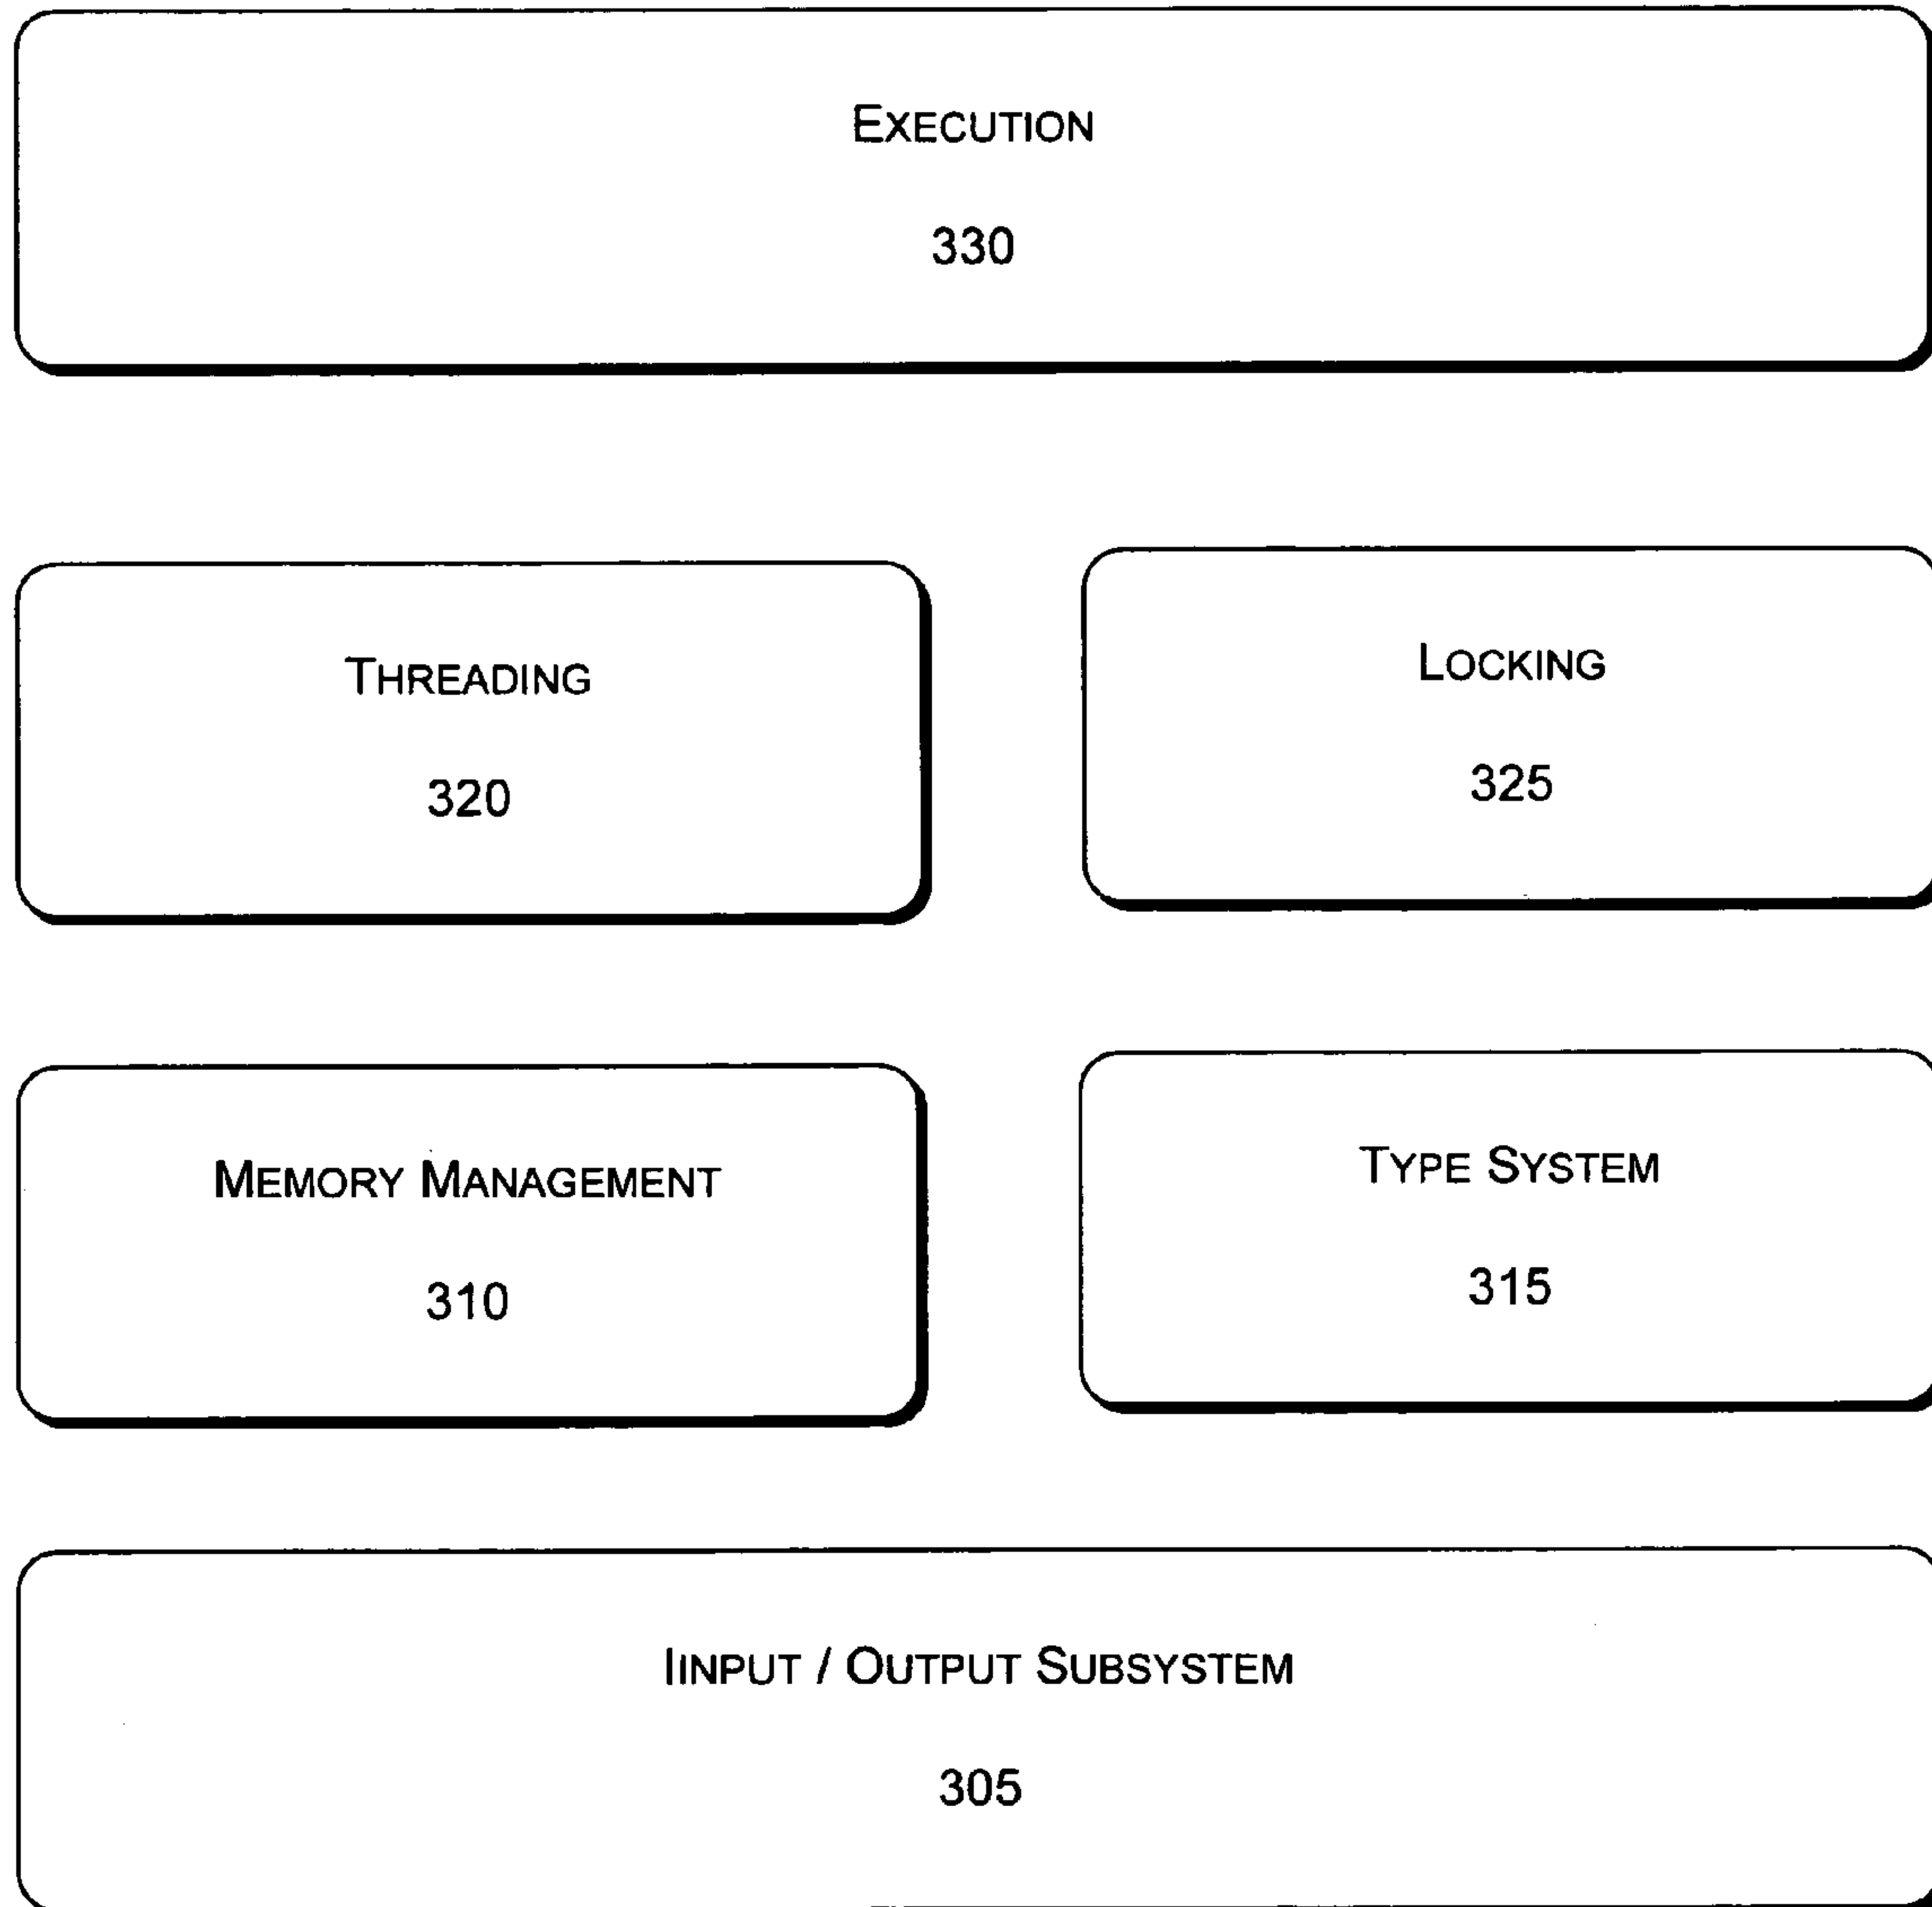 EXECUTION
330
THREADING
320
LOCKING
325
MEMORY MANAGEMENT
310
TYPE SYSTEM
315
IINPUT / OUTPUT SUBSYSTEM
305